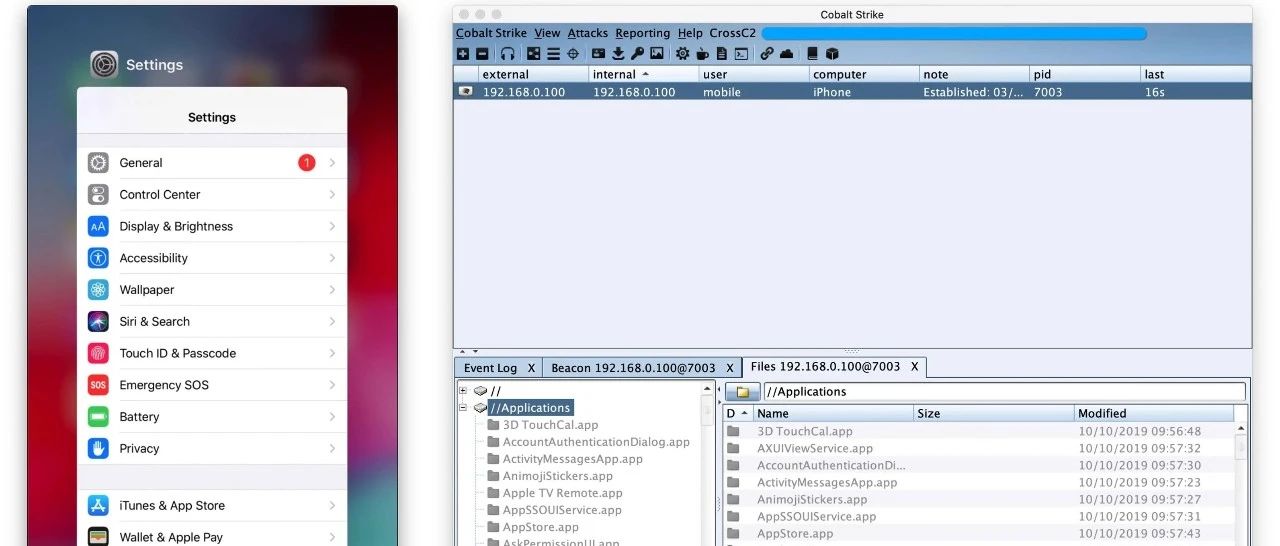 Settings
Settings
General 1
Control Center
Display & Brightness
Accessibility
Wallpaper
Siri & Search
Touch ID & Passcode
Emergency SOS
Battery
Privacy
iTunes & App Store
Wallet & Apple Pay
Cobalt Strike
Cobalt Strike View Attacks Reporting Help CrossC2
external internal user computer note pid last
192.168.0.100 192.168.0.100 mobile iPhone Established: 03/... 7003 16s
Event Log X Beacon 192.168.0.100@7003 X Files 192.168.0.100@7003 X
//
//Applications
3D TouchCal.app
AccountAuthenticationDialog.app
ActivityMessagesApp.app
AnimojiStickers.app
Apple TV Remote.app
AppSSOUIService.app
AppStore.app
AskPermissionUI.app
//Applications
D Name Size Modified
3D TouchCal.app 10/10/2019 09:56:48
AXUIViewService.app 10/10/2019 09:57:32
AccountAuthenticationDi... 10/10/2019 09:57:30
ActivityMessagesApp.app 10/10/2019 09:57:23
AnimojiStickers.app 10/10/2019 09:57:27
AppSSOUIService.app 10/10/2019 09:57:31
AppStore.app 10/10/2019 09:57:43